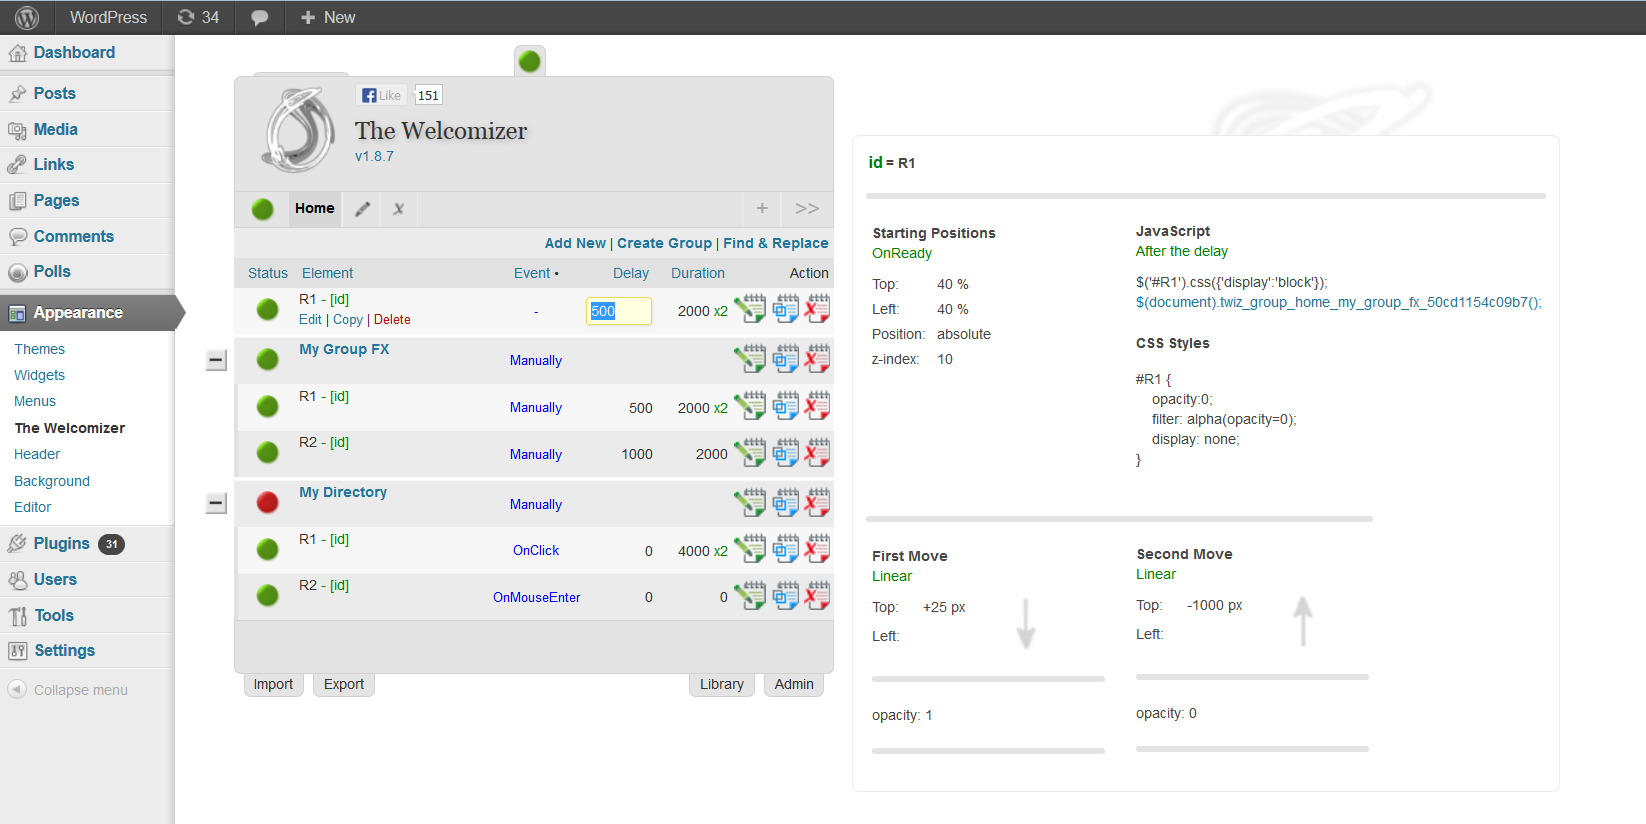 WordPress 34 + New
Dashboard
Posts
Media
Links
Pages
Comments
Polls
Appearance
Themes
Widgets
Menus
The Welcomizer
Header
Background
Editor
Plugins 31
Users
Tools
Settings
Collapse menu
Like 151
The Welcomizer
v1.8.7
Home x + >>
Add New | Create Group | Find & Replace
Status Element Event • Delay Duration Action
R1 - [id] - 500 2000 x2
Edit | Copy | Delete
My Group FX Manually
R1 - [id] Manually 500 2000 x2
R2 - [id] Manually 1000 2000
My Directory Manually
R1 - [id] OnClick 0 4000 x2
R2 - [id] OnMouseEnter 0 0
Import Export Library Admin
id = R1
Starting Positions
OnReady
Top: 40 %
Left: 40 %
Position: absolute
z-index: 10
JavaScript
After the delay
$('#R1').css({'display':'block'});
$(document).twiz_group_home_my_group_fx_50cd1154c09b7();
CSS Styles
#R1 {
opacity:0;
filter: alpha(opacity=0);
display: none;
}
First Move
Linear
Top: +25 px
Left:
opacity: 1
Second Move
Linear
Top: -1000 px
Left:
opacity: 0